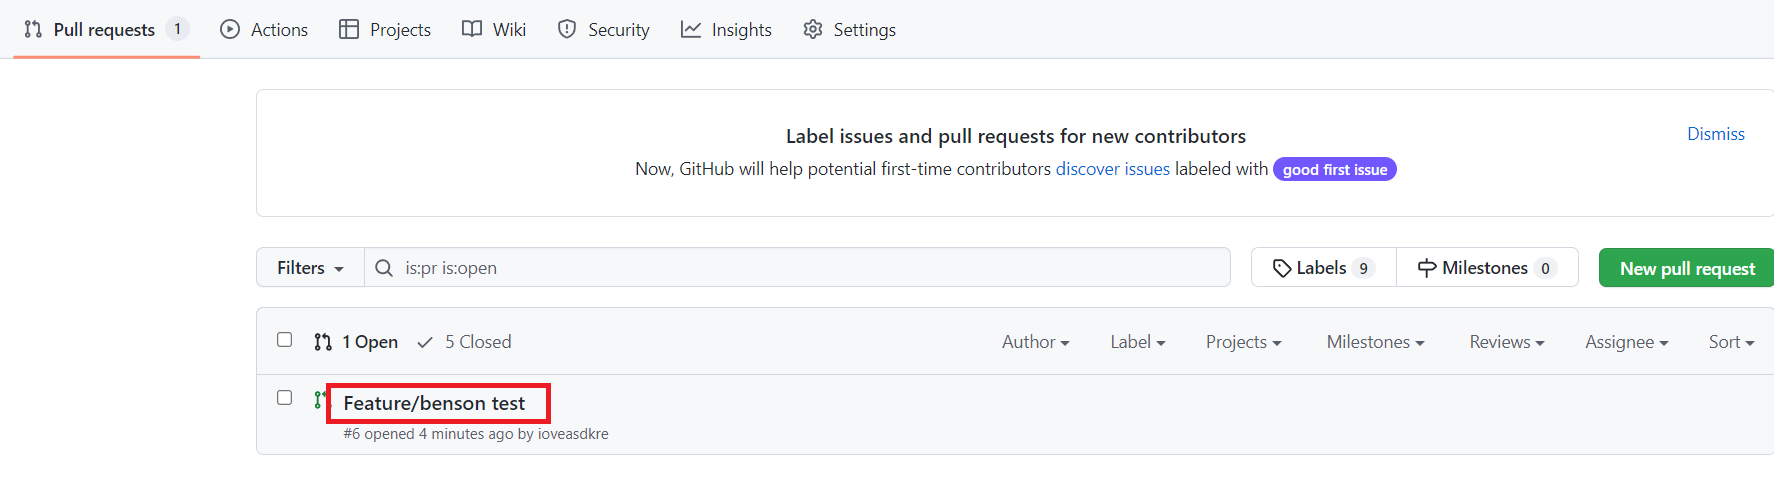 Pull requests 1 Actions Projects Wiki Security Insights Settings
Label issues and pull requests for new contributors
Dismiss
Now, GitHub will help potential first-time contributors discover issues labeled with good first issue
Filters is:pr is:open Labels 9 Milestones 0 New pull request
1 Open 5 Closed Author Label Projects Milestones Reviews Assignee Sort
Feature/benson test
#6 opened 4 minutes ago by ioveasdkre